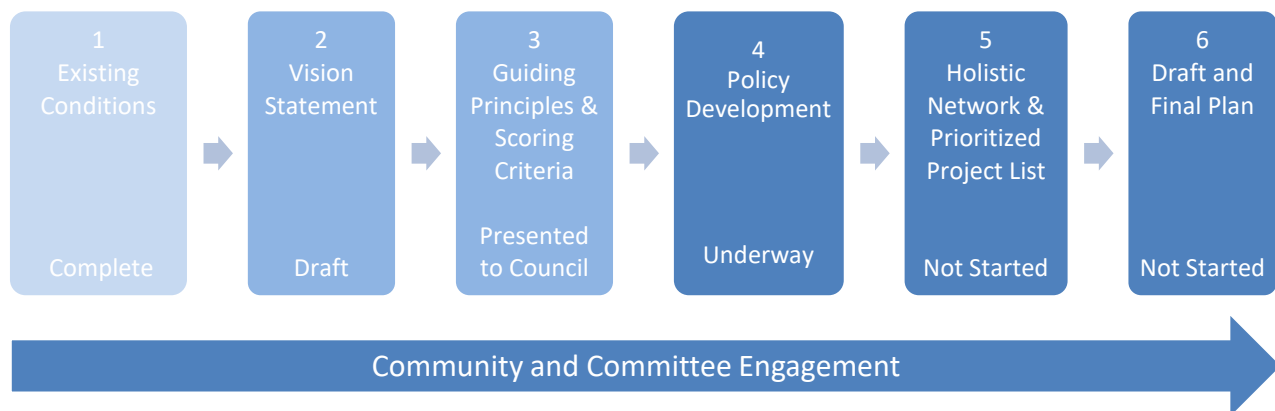 1
Existing
Conditions
Complete
2
Vision
Statement
Draft
3
Guiding
Principles &
Scoring
Criteria
Presented
to Council
4
Policy
Development
Underway
5
Holistic
Network &
Prioritized
Project List
Not Started
6
Draft and
Final Plan
Not Started
Community and Committee Engagement